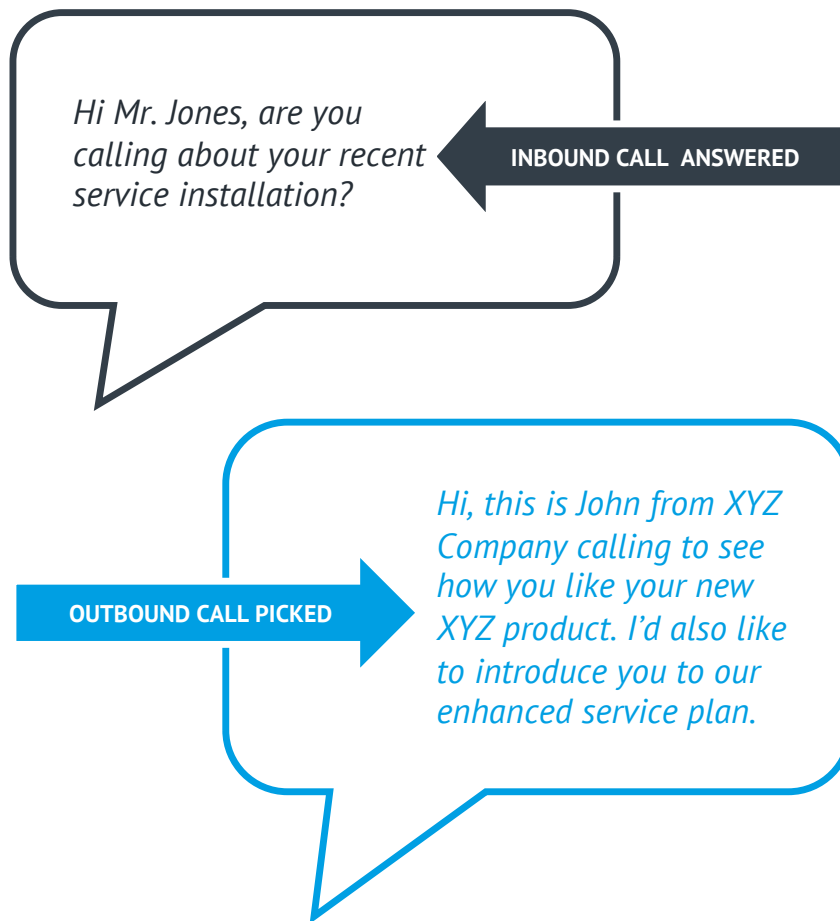 Hi Mr. Jones, are you
calling about your recent
service installation?
INBOUND CALL ANSWERED
Hi, this is John from XYZ
Company calling to see
how you like your new
XYZ product. I’d also like
to introduce you to our
enhanced service plan.
OUTBOUND CALL PICKED